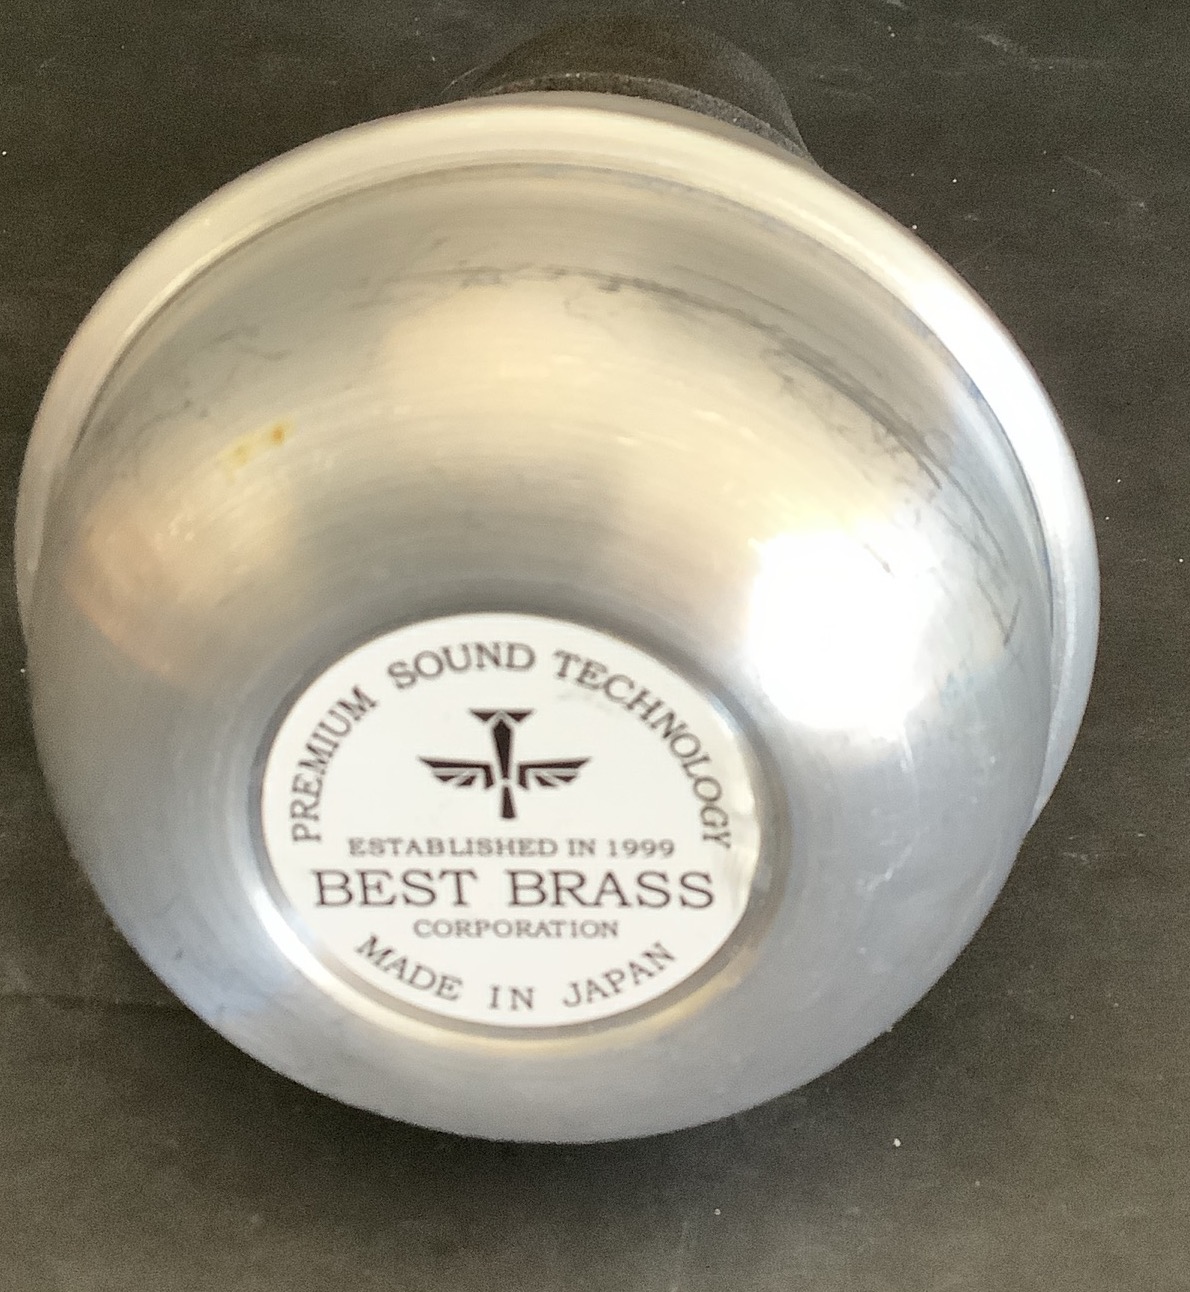 PREMIUM SOUND TECHNOLOGY
ESTABLISHED IN 1999
BEST BRASS
CORPORATION
MADE IN JAPAN